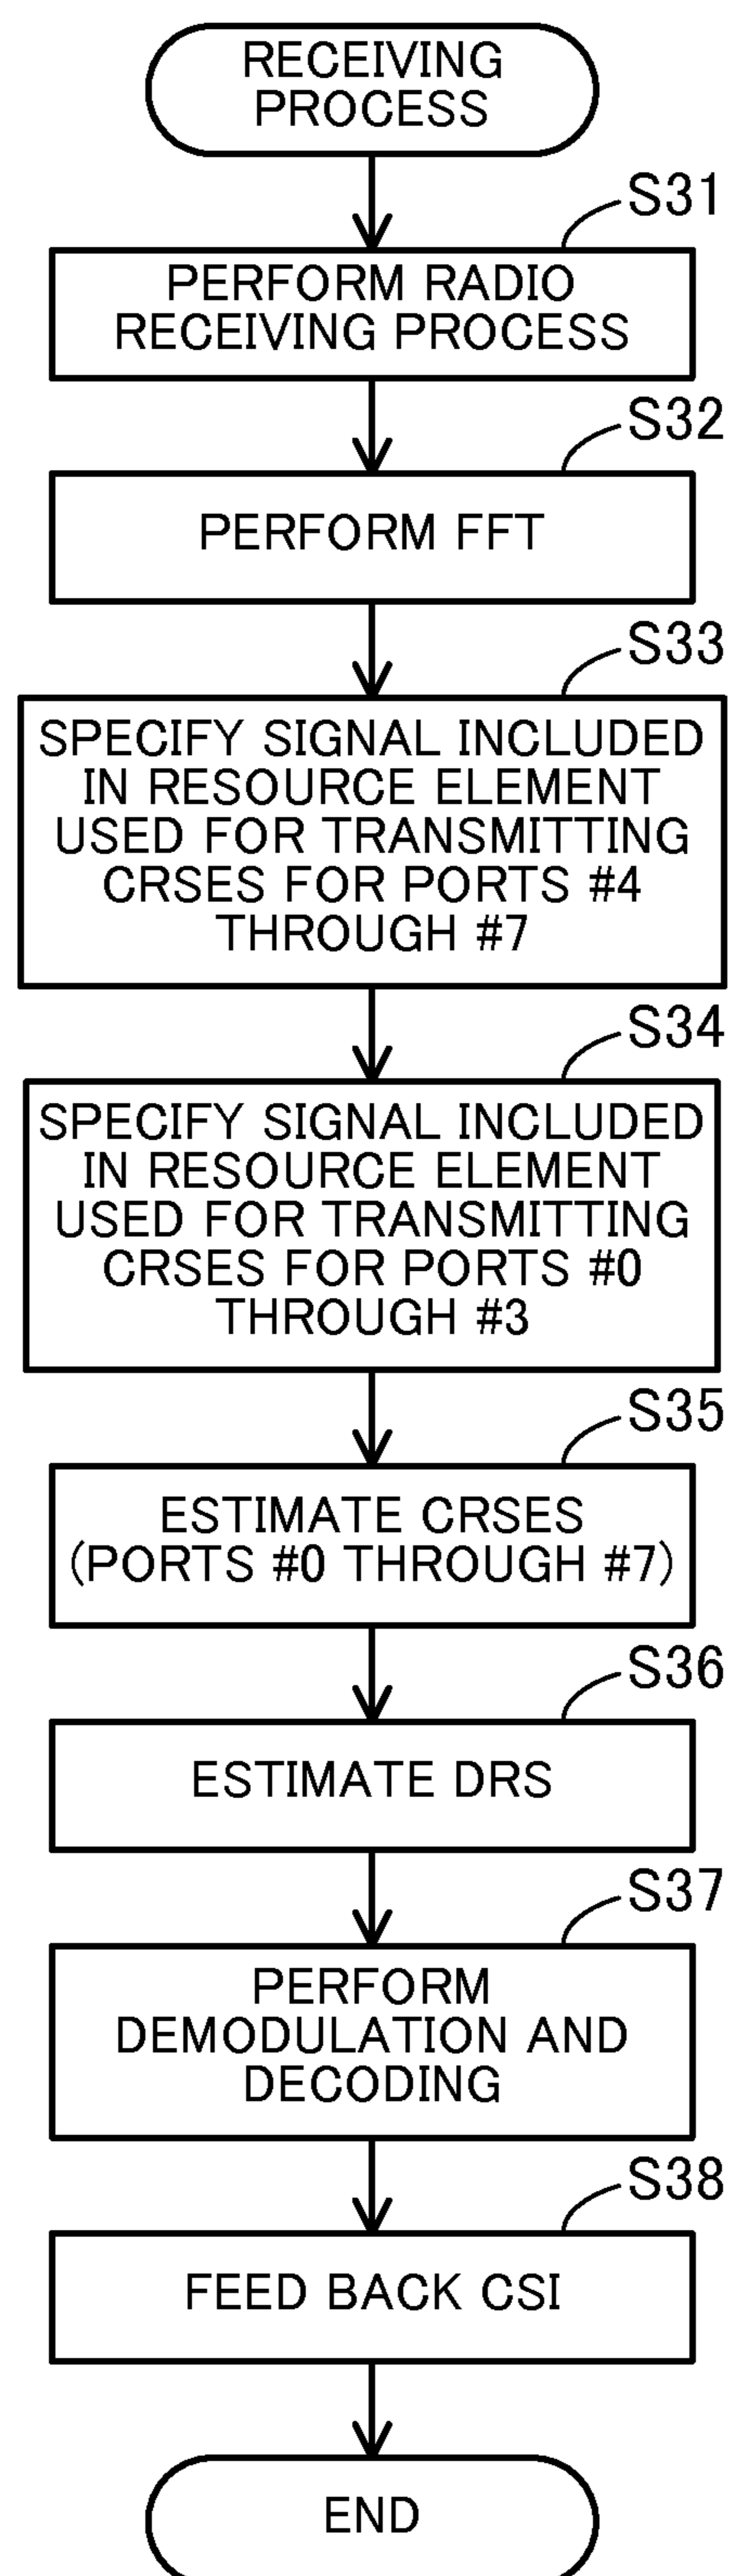 RECEIVING
PROCESS
S31
PERFORM RADIO
RECEIVING PROCESS
S32
PERFORM FFT
S33
SPECIFY SIGNAL INCLUDED
IN RESOURCE ELEMENT
USED FOR TRANSMITTING
CRSES FOR PORTS #4
THROUGH #7
S34
SPECIFY SIGNAL INCLUDED
IN RESOURCE ELEMENT
USED FOR TRANSMITTING
CRSES FOR PORTS #0
THROUGH #3
S35
ESTIMATE CRSES
(PORTS #0 THROUGH #7)
S36
ESTIMATE DRS
S37
PERFORM
DEMODULATION AND
DECODING
S38
FEED BACK CSI
END